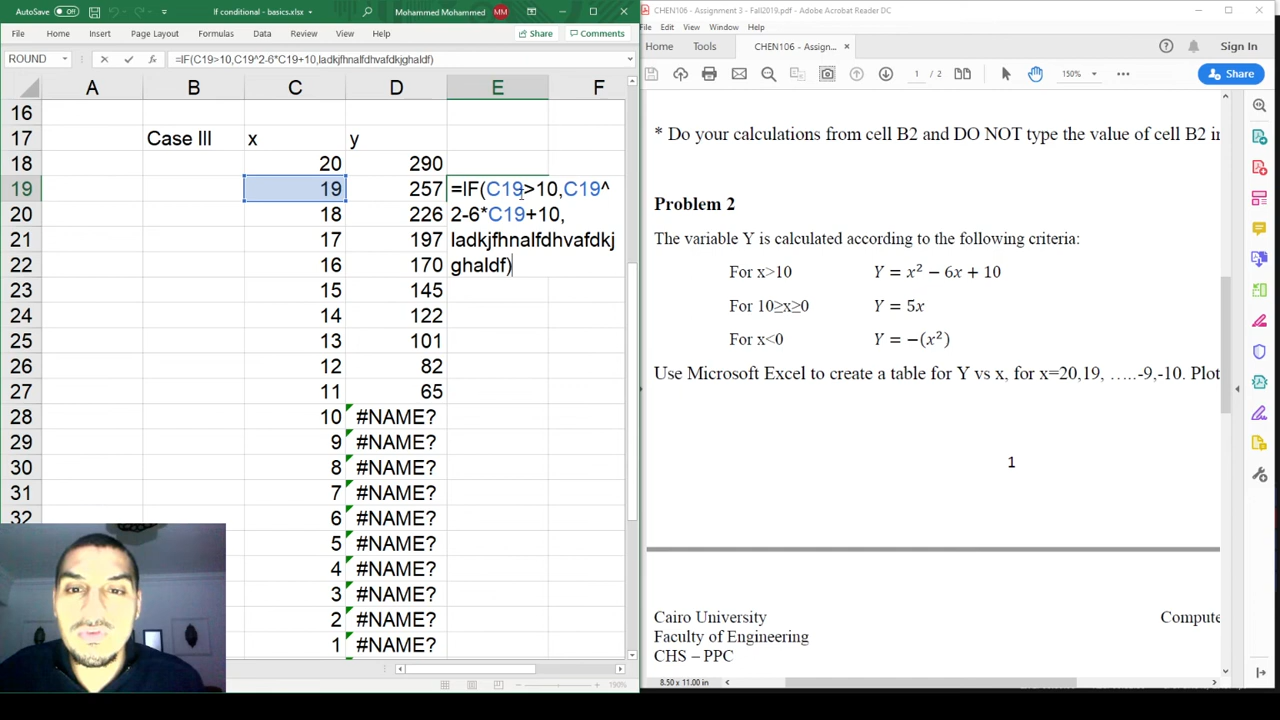 AutoSave Off
If conditional - basics.xlsx
Mohammed Mohammed MM
File Home Insert Page Layout Formulas Data Review View Help Share Comments
ROUND =IF(C19>10,C19^2-6*C19+10,ladkjfhnalfdhvafdkjghaldf)
A B C D E F
16
17 Case III x y
18 20 290
19 19 257 =IF(C19>10,C19^
20 18 226 2-6*C19+10,
21 17 197 ladkjfhnalfdhvafdkj
22 16 170 ghaldf)
23 15 145
24 14 122
25 13 101
26 12 82
27 11 65
28 10 #NAME?
29 9 #NAME?
30 8 #NAME?
31 7 #NAME?
32 6 #NAME?
5 #NAME?
4 #NAME?
3 #NAME?
2 #NAME?
1 #NAME?
190%
CHEN106 - Assignment 3 - Fall2019.pdf - Adobe Acrobat Reader DC
File Edit View Window Help
Home Tools CHEN106 - Assign... Sign In
1 / 2 150% Share
* Do your calculations from cell B2 and DO NOT type the value of cell B2 i
Problem 2
The variable Y is calculated according to the following criteria:
For x>10 Y = x² − 6x + 10
For 10≥x≥0 Y = 5x
For x<0 Y = −(x²)
Use Microsoft Excel to create a table for Y vs x, for x=20,19, …..-9,-10. Plot
1
Cairo University Compute
Faculty of Engineering
CHS – PPC
8.50 x 11.00 in